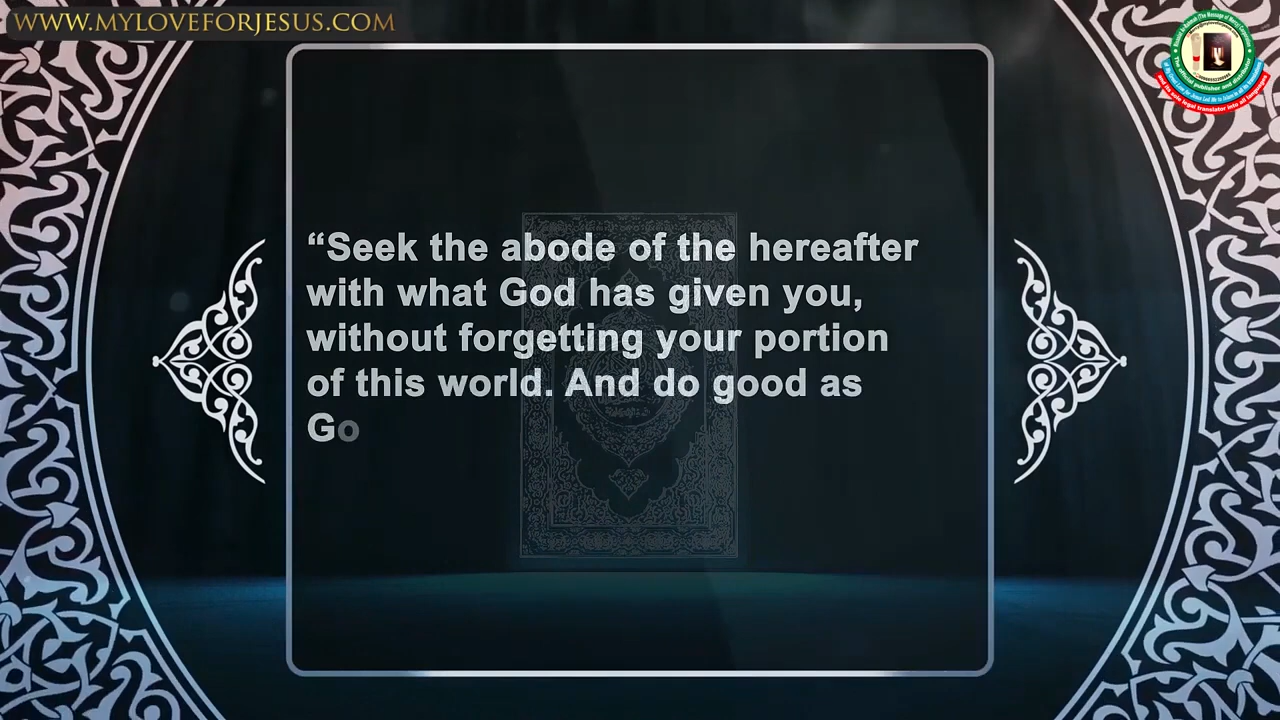 WWW.MYLOVEFORJESUS.COM
“Seek the abode of the hereafter
with what God has given you,
without forgetting your portion
of this world. And do good as
Go